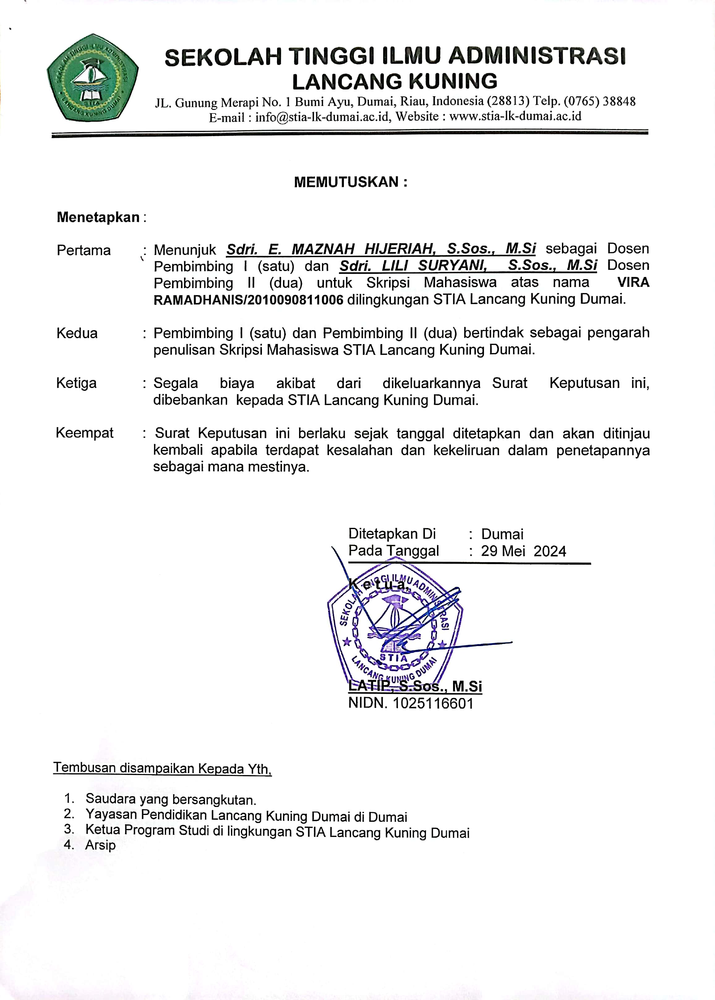 SEKOLAH TINGGI ILMU ADMINISTRASI
LANCANG KUNING DUMAI
STIA
SEKOLAH TINGGI ILMU ADMINISTRASI
LANCANG KUNING
JL. Gunung Merapi No. 1 Bumi Ayu, Dumai, Riau, Indonesia (28813) Telp. (0765) 38848
E-mail : info@stia-lk-dumai.ac.id, Website : www.stia-lk-dumai.ac.id
MEMUTUSKAN :
Menetapkan :
Pertama : Menunjuk Sdri. E. MAZNAH HIJERIAH, S.Sos., M.Si sebagai Dosen
Pembimbing I (satu) dan Sdri. LILI SURYANI, S.Sos., M.Si Dosen
Pembimbing II (dua) untuk Skripsi Mahasiswa atas nama VIRA
RAMADHANIS/2010090811006 dilingkungan STIA Lancang Kuning Dumai.
Kedua : Pembimbing I (satu) dan Pembimbing II (dua) bertindak sebagai pengarah
penulisan Skripsi Mahasiswa STIA Lancang Kuning Dumai.
Ketiga : Segala biaya akibat dari dikeluarkannya Surat Keputusan ini,
dibebankan kepada STIA Lancang Kuning Dumai.
Keempat : Surat Keputusan ini berlaku sejak tanggal ditetapkan dan akan ditinjau
kembali apabila terdapat kesalahan dan kekeliruan dalam penetapannya
sebagai mana mestinya.
Ditetapkan Di : Dumai
Pada Tanggal : 29 Mei 2024
K e t u a,
SEKOLAH TINGGI ILMU ADMINISTRASI
STIA
LANCANG KUNING DUMAI
LATIP, S.Sos., M.Si
NIDN. 1025116601
Tembusan disampaikan Kepada Yth,
1. Saudara yang bersangkutan.
2. Yayasan Pendidikan Lancang Kuning Dumai di Dumai
3. Ketua Program Studi di lingkungan STIA Lancang Kuning Dumai
4. Arsip